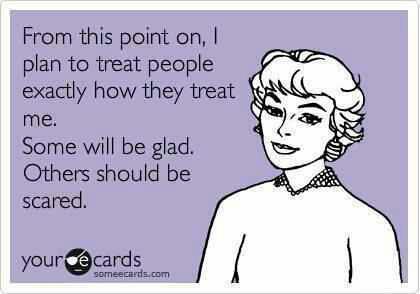 From this point on, I
plan to treat people
exactly how they treat
me.
Some will be glad.
Others should be
scared.
your e cards
someecards.com